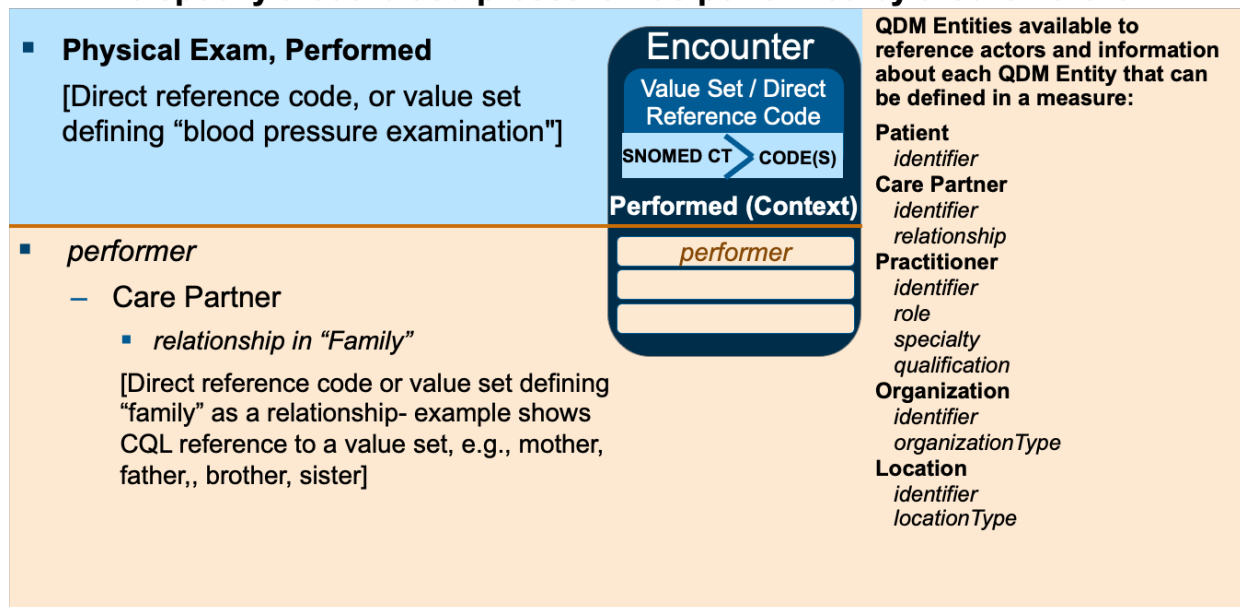 Physical Exam, Performed
[Direct reference code, or value set
defining “blood pressure examination"]
performer
– Care Partner
relationship in “Family”
[Direct reference code or value set defining
“family” as a relationship- example shows
CQL reference to a value set, e.g., mother,
father,, brother, sister]
Encounter
Value Set / Direct
Reference Code
SNOMED CT
CODE(S)
Performed (Context)
performer
QDM Entities available to
reference actors and information
about each QDM Entity that can
be defined in a measure:
Patient
identifier
Care Partner
identifier
relationship
Practitioner
identifier
role
specialty
qualification
Organization
identifier
organizationType
Location
identifier
locationType